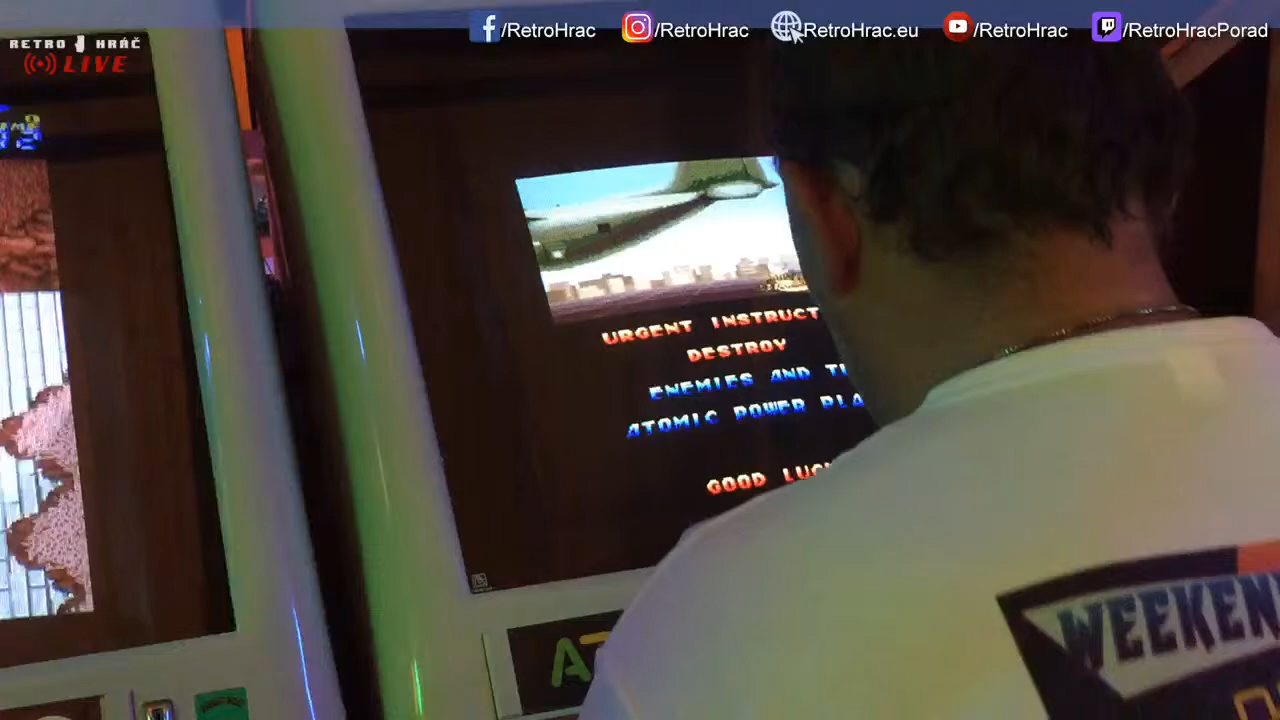 /RetroHrac
/RetroHrac
RetroHrac.eu
/RetroHrac
/RetroHracPorad
RETRO HRÁČ
LIVE
URGENT INSTRUCT
DESTROY
ENEMIES AND
ATOMIC POWER PLA
GOOD LUC
WEEKEN